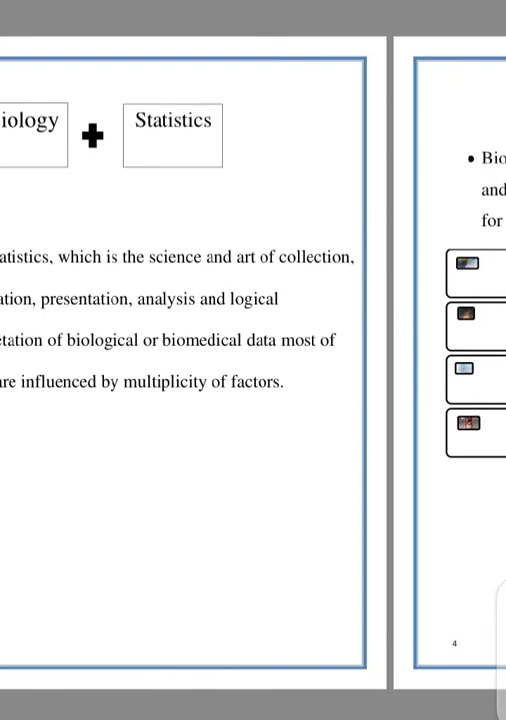 iology
Statistics
atistics, which is the science and art of collection,
ation, presentation, analysis and logical
etation of biological or biomedical data most of
are influenced by multiplicity of factors.
• Bio
and
for
4